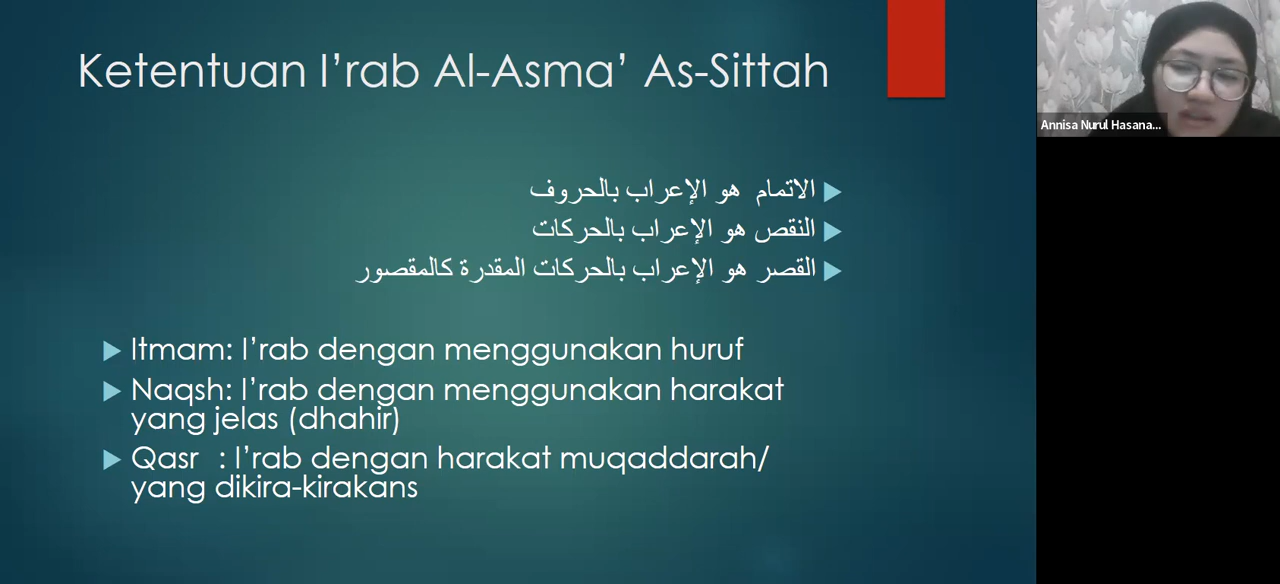 Ketentuan I'rab Al-Asma' As-Sittah
الاتمام هو الإعراب بالحروف
النقص هو الإعراب بالحركات
القصر هو الإعراب بالحركات المقدرة كالمقصور
Itmam: I'rab dengan menggunakan huruf
Naqsh: I'rab dengan menggunakan harakat
yang jelas (dhahir)
Qasr : I'rab dengan harakat muqaddarah/
yang dikira-kirakans
Annisa Nurul Hasana...